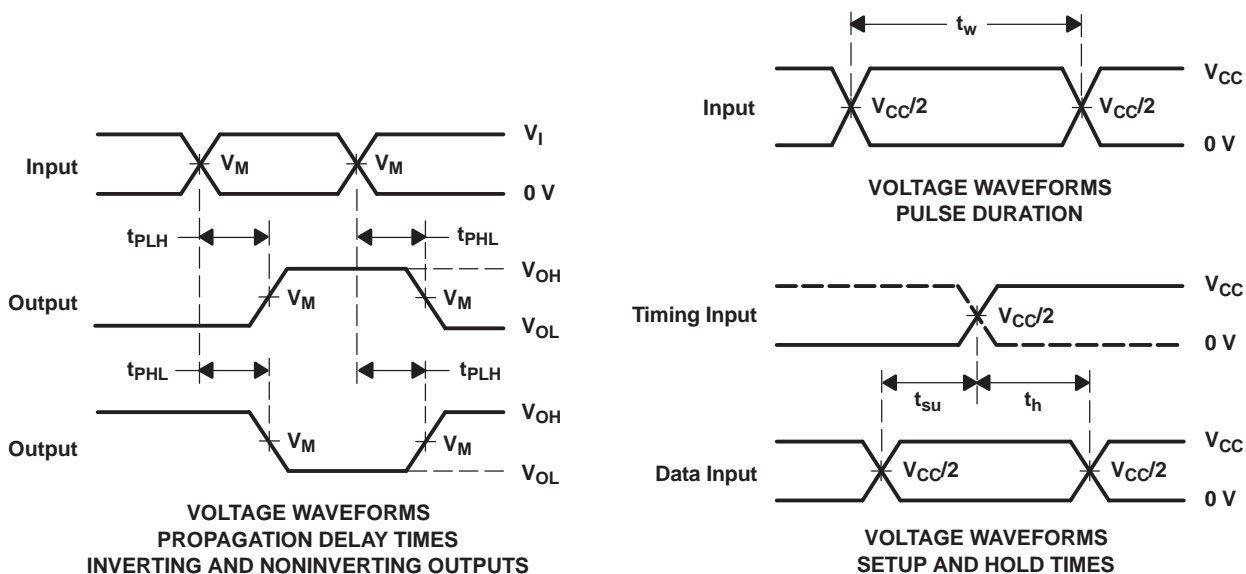 Input
V_I
V_M
V_M
0 V
t_PLH
t_PHL
V_OH
Output
V_M
V_M
V_OL
t_PHL
t_PLH
V_OH
Output
V_M
V_M
V_OL
VOLTAGE WAVEFORMS
PROPAGATION DELAY TIMES
INVERTING AND NONINVERTING OUTPUTS
t_w
V_CC
Input
V_CC/2
V_CC/2
0 V
VOLTAGE WAVEFORMS
PULSE DURATION
V_CC
Timing Input
V_CC/2
0 V
t_su
t_h
V_CC
Data Input
V_CC/2
V_CC/2
0 V
VOLTAGE WAVEFORMS
SETUP AND HOLD TIMES